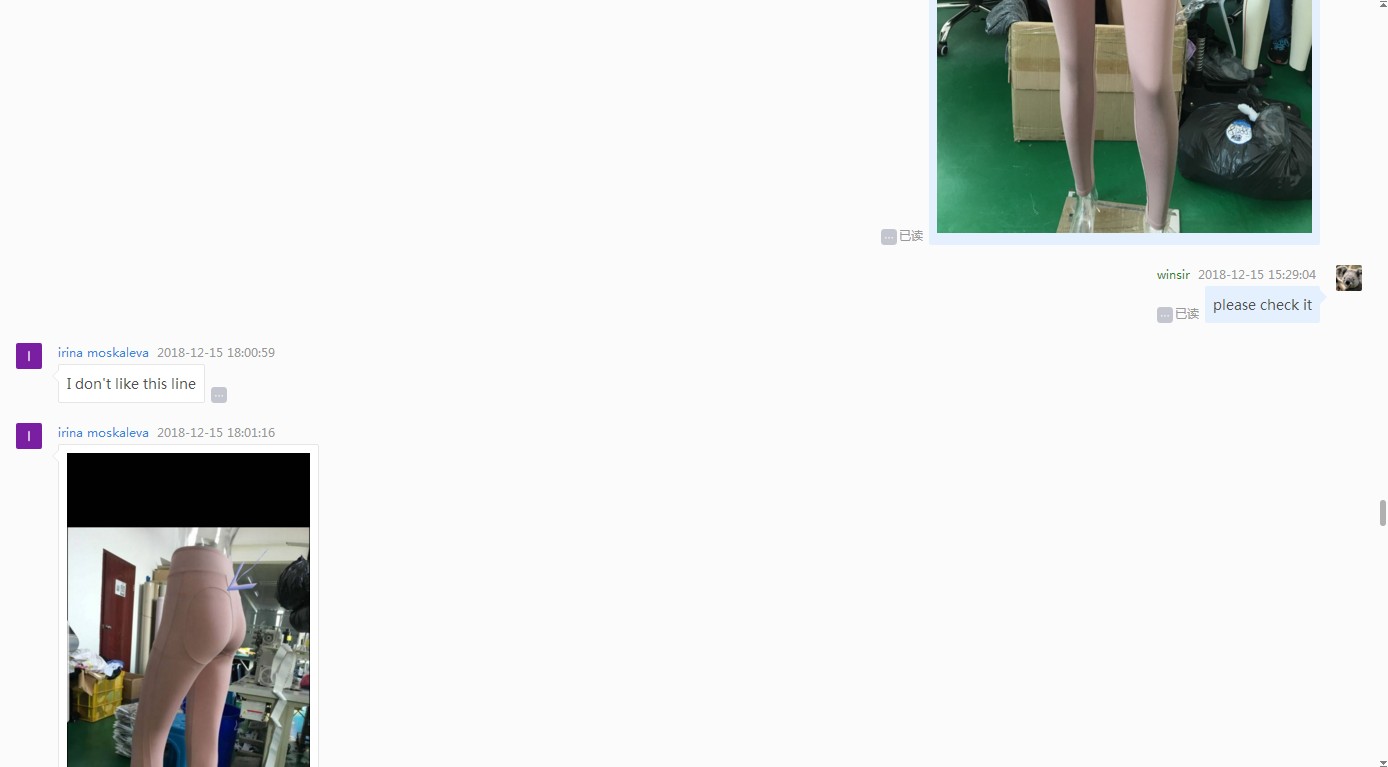 已读
winsir 2018-12-15 15:29:04
已读
please check it
I
irina moskaleva 2018-12-15 18:00:59
I don't like this line
I
irina moskaleva 2018-12-15 18:01:16